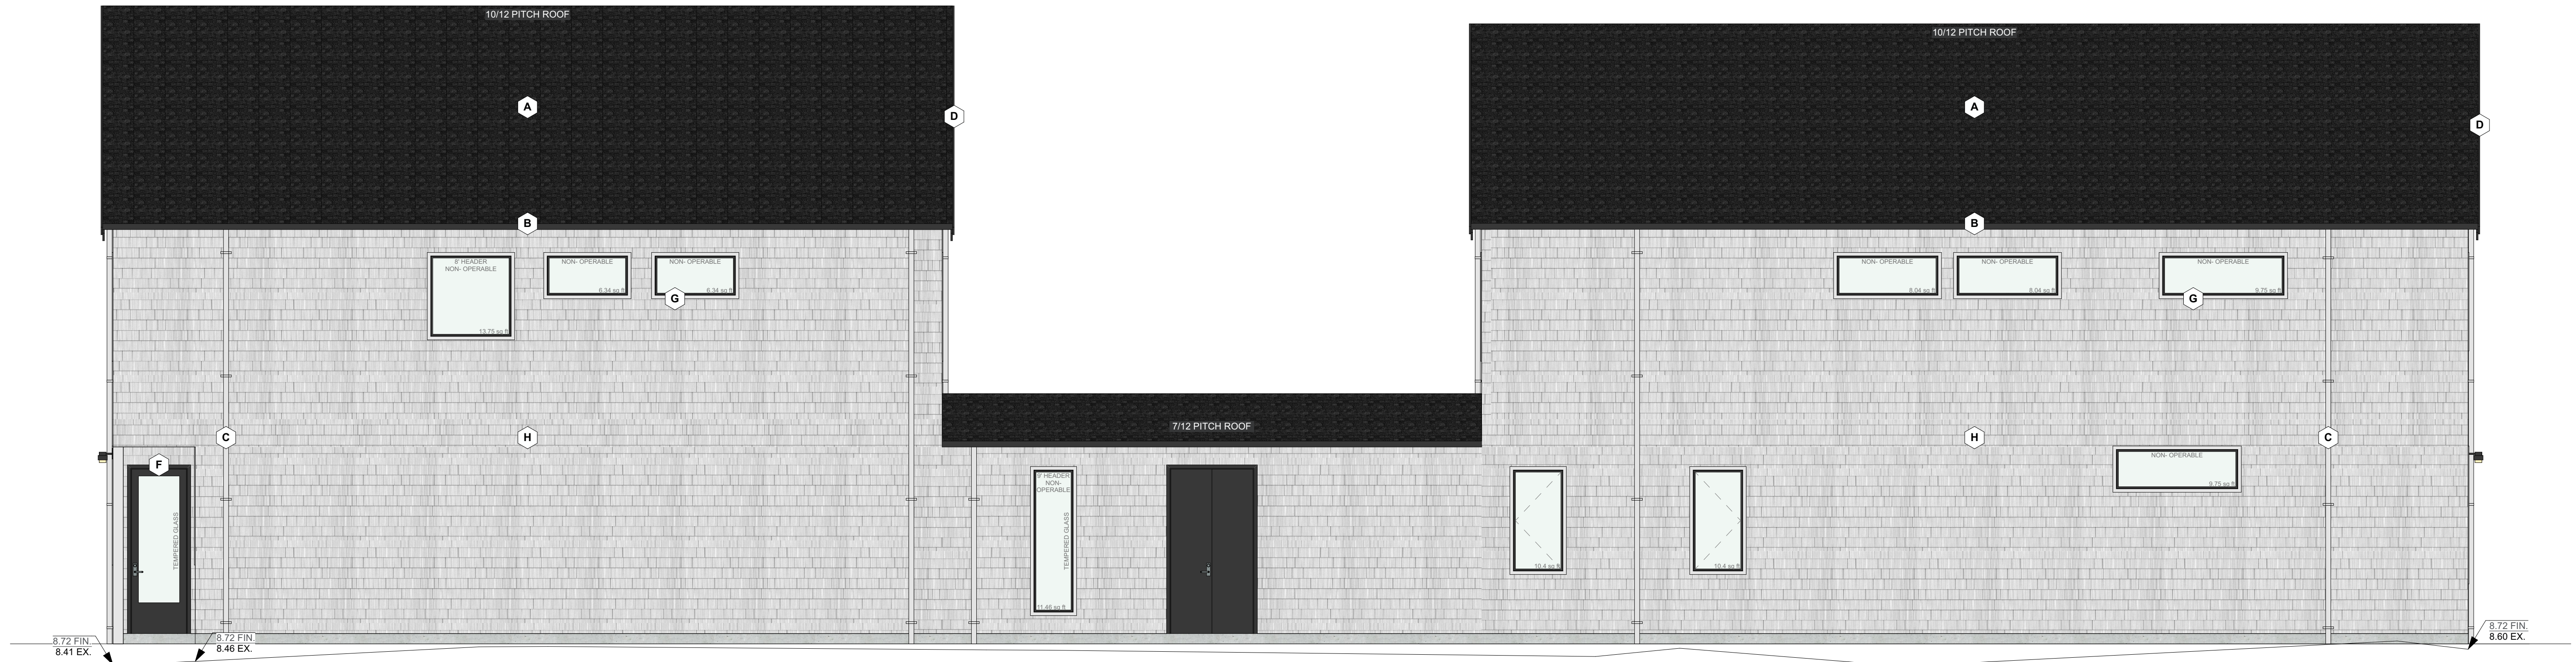 10/12 PITCH ROOF
10/12 PITCH ROOF
A
D
A
D
B
B
8' HEADER
NON- OPERABLE
13.75 sq ft
NON- OPERABLE
6.34 sq ft
NON- OPERABLE
6.34 sq ft
G
NON- OPERABLE
8.04 sq ft
NON- OPERABLE
8.04 sq ft
NON- OPERABLE
9.75 sq ft
G
7/12 PITCH ROOF
C
H
H
C
F
TEMPERED GLASS
9' HEADER
NON-
OPERABLE
TEMPERED GLASS
11.46 sq ft
10.4 sq ft
10.4 sq ft
NON- OPERABLE
9.75 sq ft
8.72 FIN.
8.41 EX.
8.72 FIN.
8.46 EX.
8.72 FIN.
8.60 EX.